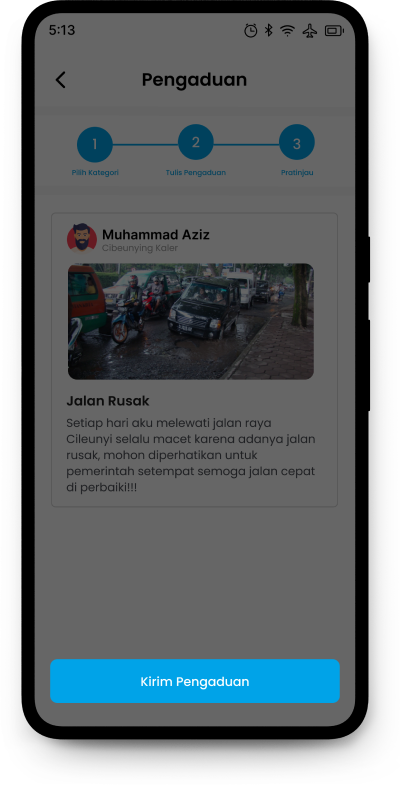 5:13
Pengaduan
1
2
3
Pilih Kategori
Tulis Pengaduan
Pratinjau
Muhammad Aziz
Cibeunying Kaler
Jalan Rusak
Setiap hari aku melewati jalan raya
Cileunyi selalu macet karena adanya jalan
rusak, mohon diperhatikan untuk
pemerintah setempat semoga jalan cepat
di perbaiki!!!
Kirim Pengaduan